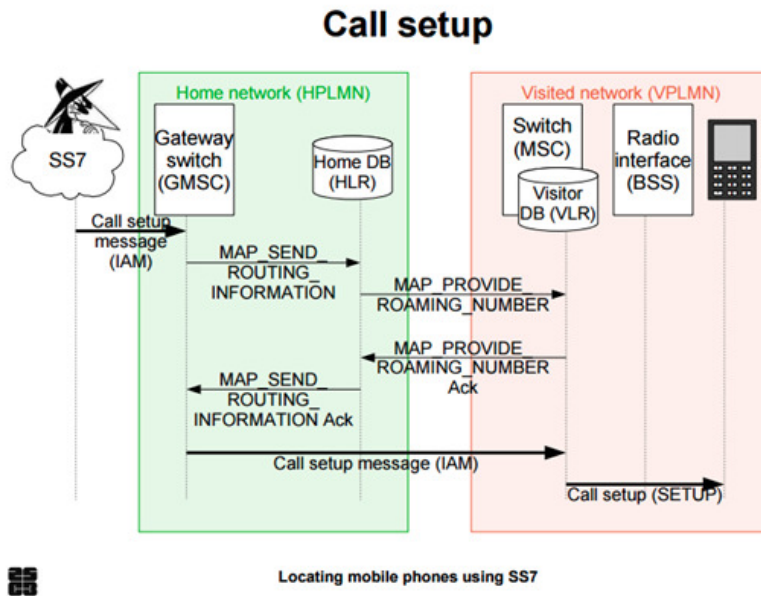 Call setup
Home network (HPLMN)
Visited network (VPLMN)
SS7
Gateway
switch
(GMSC)
Home DB
(HLR)
Switch
(MSC)
Visitor
DB (VLR)
Radio
interface
(BSS)
Call setup
message
(IAM)
MAP_SEND_
ROUTING_
INFORMATION
MAP_PROVIDE_
ROAMING_NUMBER
MAP_PROVIDE_
ROAMING_NUMBER
Ack
MAP_SEND_
ROUTING_
INFORMATION Ack
Call setup message (IAM)
Call setup (SETUP)
25
C3
Locating mobile phones using SS7